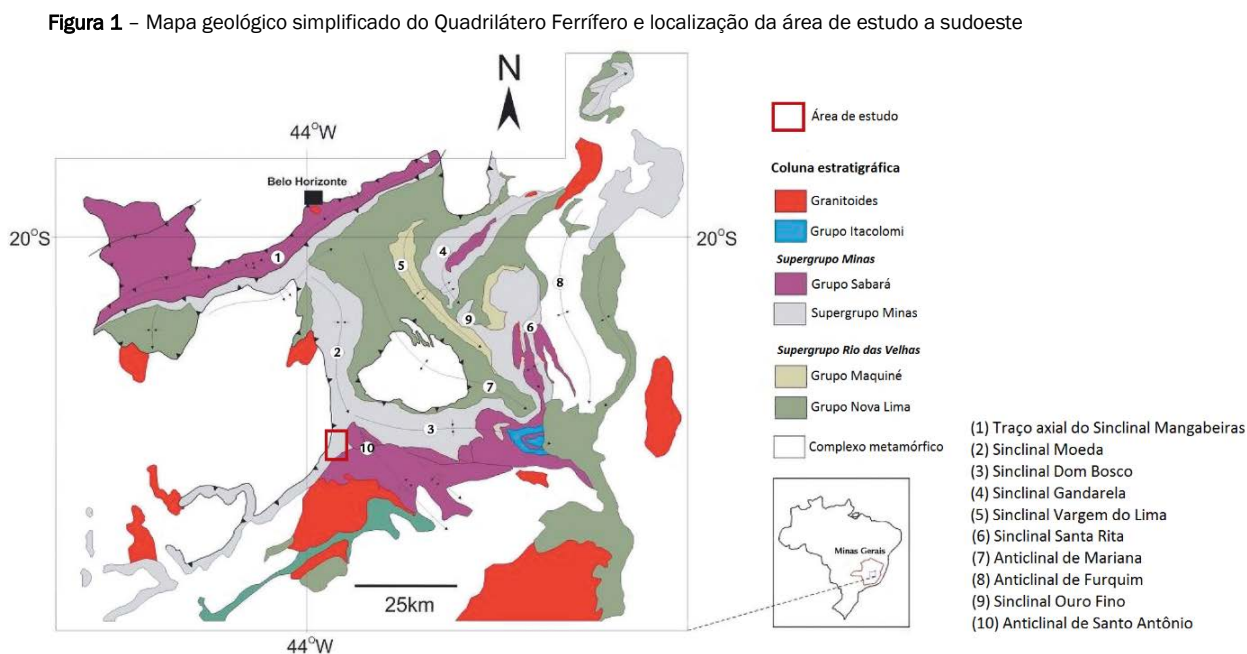 Figura 1 – Mapa geológico simplificado do Quadrilátero Ferrífero e localização da área de estudo a sudoeste
N
44°W
Belo Horizonte
20°S
20°S
1
2
3
4
5
6
7
8
9
10
25km
44°W
Área de estudo
Coluna estratigráfica
Granitoides
Grupo Itacolomi
Supergrupo Minas
Grupo Sabará
Supergrupo Minas
Supergrupo Rio das Velhas
Grupo Maquiné
Grupo Nova Lima
Complexo metamórfico
Minas Gerais
(1) Traço axial do Sinclinal Mangabeiras
(2) Sinclinal Moeda
(3) Sinclinal Dom Bosco
(4) Sinclinal Gandarela
(5) Sinclinal Vargem do Lima
(6) Sinclinal Santa Rita
(7) Anticlinal de Mariana
(8) Anticlinal de Furquim
(9) Sinclinal Ouro Fino
(10) Anticlinal de Santo Antônio